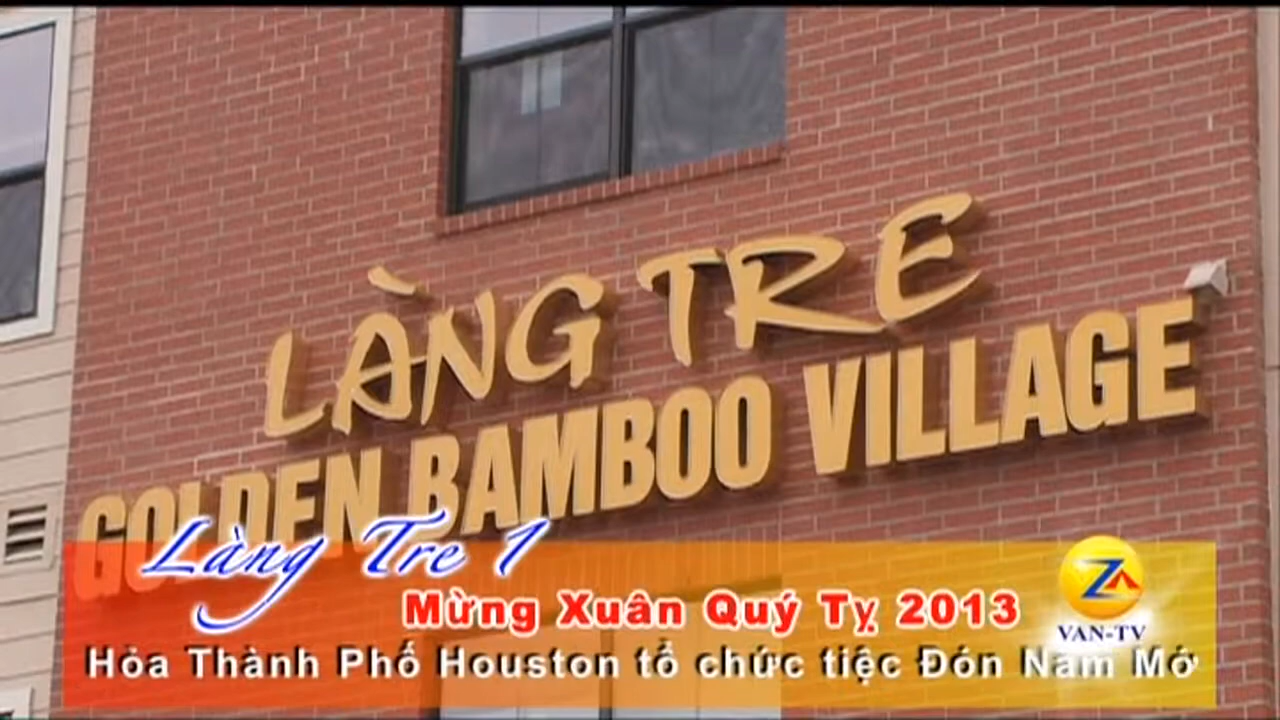 LÀNG TRE
GOLDEN BAMBOO VILLAGE
Làng Tre 1
Mừng Xuân Quý Tỵ 2013
VAN-TV
Hỏa Thành Phố Houston tổ chức tiệc Đón Năm Mớ